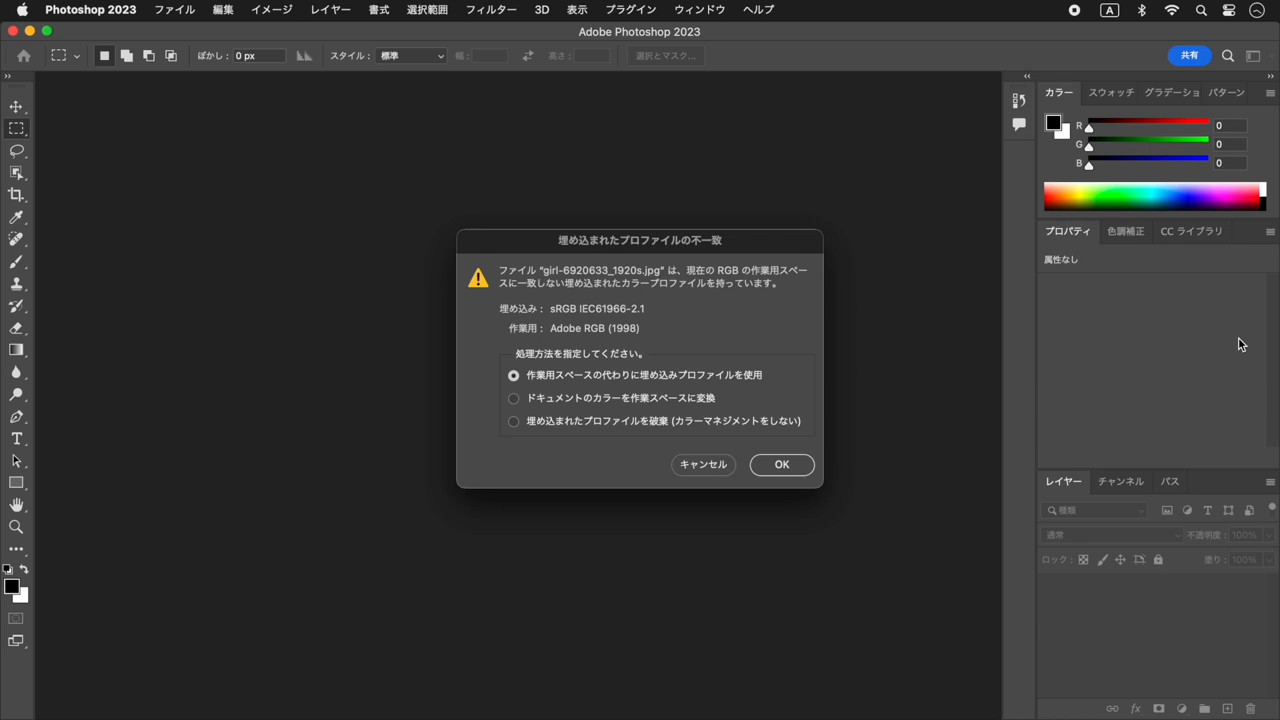 Photoshop 2023 ファイル 編集 イメージ レイヤー 書式 選択範囲 フィルター 3D 表示 プラグイン ウィンドウ ヘルプ A
Adobe Photoshop 2023
ぼかし : 0 px スタイル : 標準 幅 : 高さ : 選択とマスク... 共有
カラー スウォッチ グラデーショ パターン
R 0
G 0
B 0
プロパティ 色調補正 CC ライブラリ
属性なし
埋め込まれたプロファイルの不一致
ファイル "girl-6920633_1920s.jpg" は、現在の RGB の作業用スペー
スに一致しない埋め込まれたカラープロファイルを持っています。
埋め込み : sRGB IEC61966-2.1
作業用 : Adobe RGB (1998)
処理方法を指定してください。
作業用スペースの代わりに埋め込みプロファイルを使用
ドキュメントのカラーを作業スペースに変換
埋め込まれたプロファイルを破棄 (カラーマネジメントをしない)
キャンセル OK
レイヤー チャンネル パス
種類
通常 不透明度 : 100%
ロック : 塗り : 100%
fx